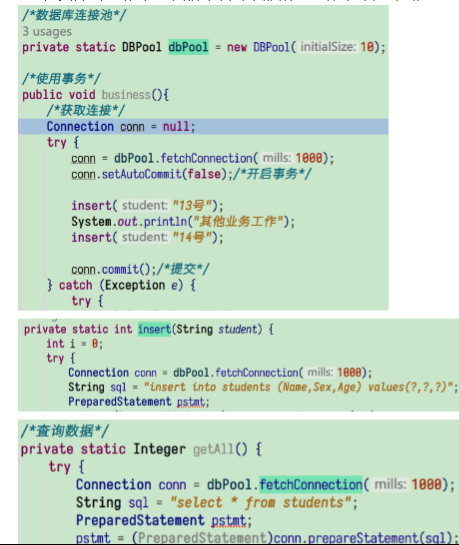 /*数据库连接池*/
3 usages
private static DBPool dbPool = new DBPool( initialSize: 10);
/*使用事务*/
public void business(){
/*获取连接*/
Connection conn = null;
try {
conn = dbPool.fetchConnection( mills: 1000);
conn.setAutoCommit(false);/*开启事务*/
insert( student: "13号");
System.out.println("其他业务工作");
insert( student: "14号");
conn.commit();/*提交*/
} catch (Exception e) {
try {
private static int insert(String student) {
int i = 0;
try {
Connection conn = dbPool.fetchConnection( mills: 1000);
String sql = "insert into students (Name,Sex,Age) values(?,?,?)";
PreparedStatement pstmt;
/*查询数据*/
private static Integer getAll() {
try {
Connection conn = dbPool.fetchConnection( mills: 1000);
String sql = "select * from students";
PreparedStatement pstmt;
pstmt = (PreparedStatement)conn.prepareStatement(sql);